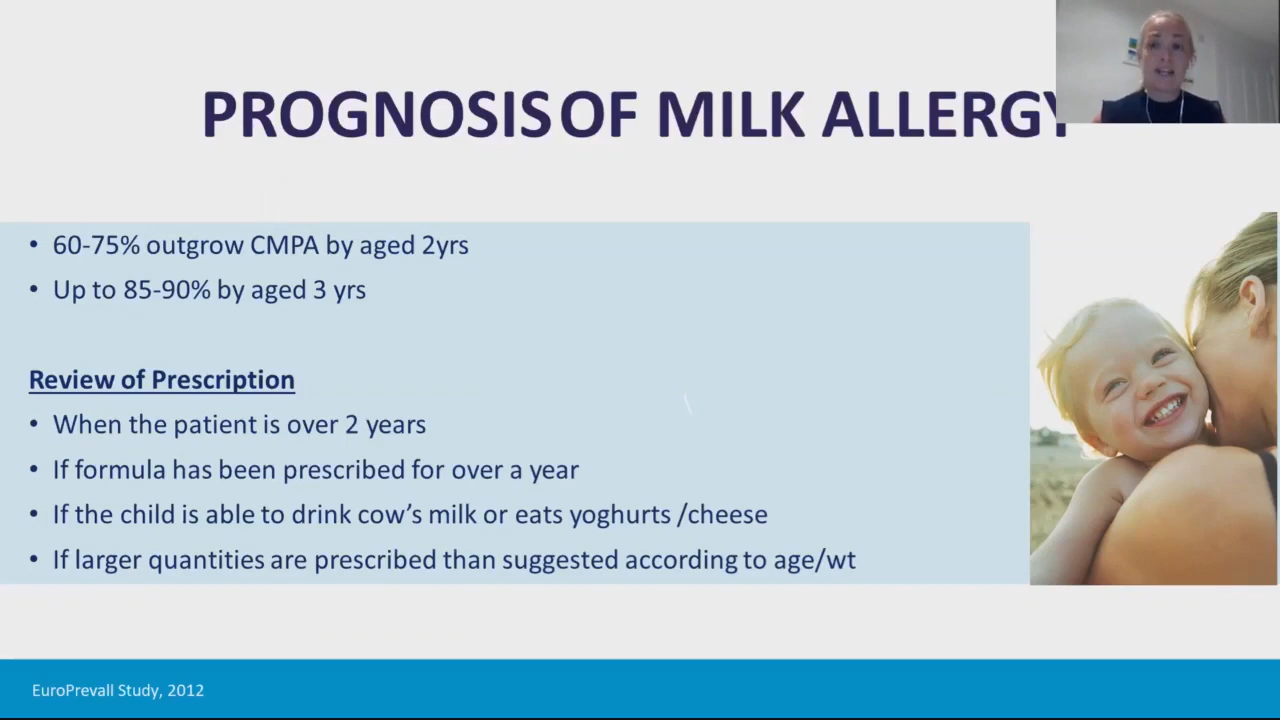 PROGNOSIS OF MILK ALLERGY
• 60-75% outgrow CMPA by aged 2yrs
• Up to 85-90% by aged 3 yrs
Review of Prescription
• When the patient is over 2 years
• If formula has been prescribed for over a year
• If the child is able to drink cow’s milk or eats yoghurts /cheese
• If larger quantities are prescribed than suggested according to age/wt
EuroPrevall Study, 2012